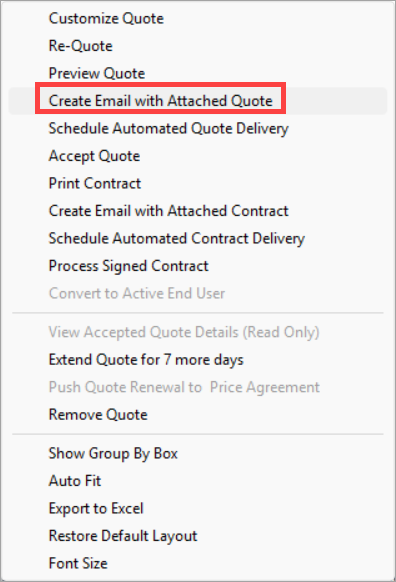 Customize Quote
Re-Quote
Preview Quote
Create Email with Attached Quote
Schedule Automated Quote Delivery
Accept Quote
Print Contract
Create Email with Attached Contract
Schedule Automated Contract Delivery
Process Signed Contract
Convert to Active End User
View Accepted Quote Details (Read Only)
Extend Quote for 7 more days
Push Quote Renewal to  Price Agreement
Remove Quote
Show Group By Box
Auto Fit
Export to Excel
Restore Default Layout
Font Size